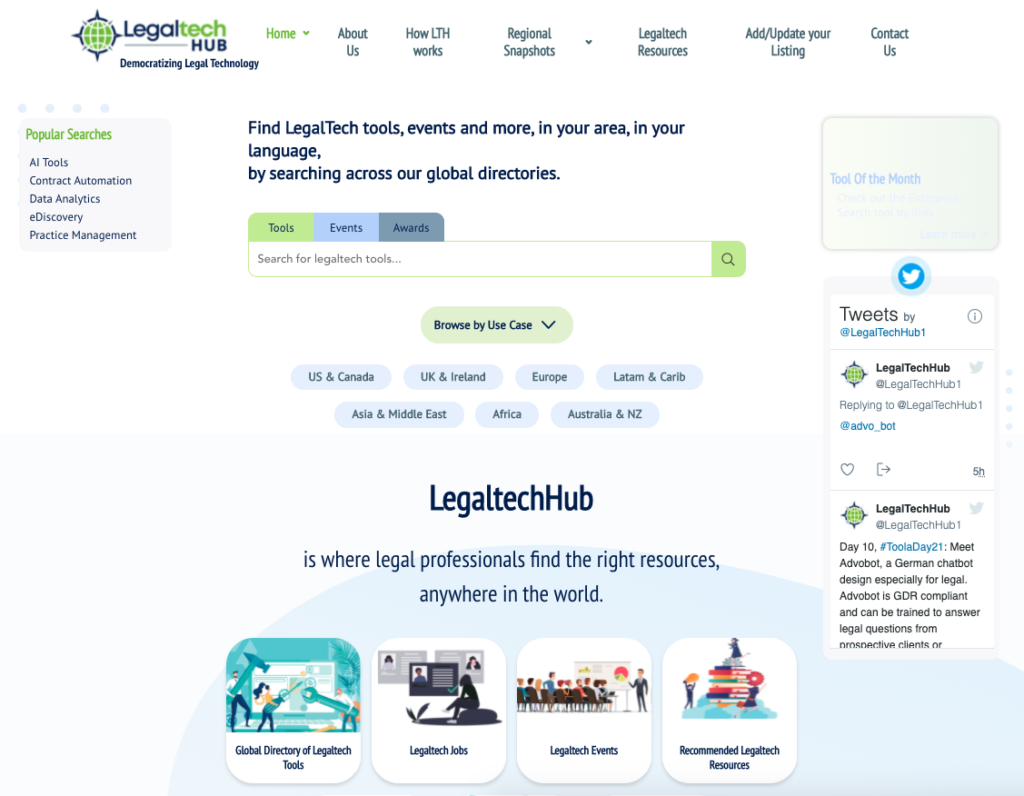 Legaltech
HUB
Democratizing Legal Technology
Home
About
Us
How LTH
works
Regional
Snapshots
Legaltech
Resources
Add/Update your
Listing
Contact
Us
Popular Searches
AI Tools
Contract Automation
Data Analytics
eDiscovery
Practice Management
Find LegalTech tools, events and more, in your area, in your
language,
by searching across our global directories.
Tools
Events
Awards
Search for legaltech tools...
Browse by Use Case
US & Canada
UK & Ireland
Europe
Latam & Carib
Asia & Middle East
Africa
Australia & NZ
Tool Of the Month
Check out the Enterprise
Search tool by
Learn more
Tweets by
@LegalTechHub1
LegalTechHub
@LegalTechHub1
Replying to @LegalTechHub1
@advo_bot
5h
LegalTechHub
@LegalTechHub1
Day 10, #ToolaDay21: Meet
Advobot, a German chatbot
design especially for legal.
Advobot is GDR compliant
and can be trained to answer
legal questions from
prospective clients or
LegaltechHub
is where legal professionals find the right resources,
anywhere in the world.
Global Directory of Legaltech
Tools
Legaltech Jobs
Legaltech Events
Recommended Legaltech
Resources